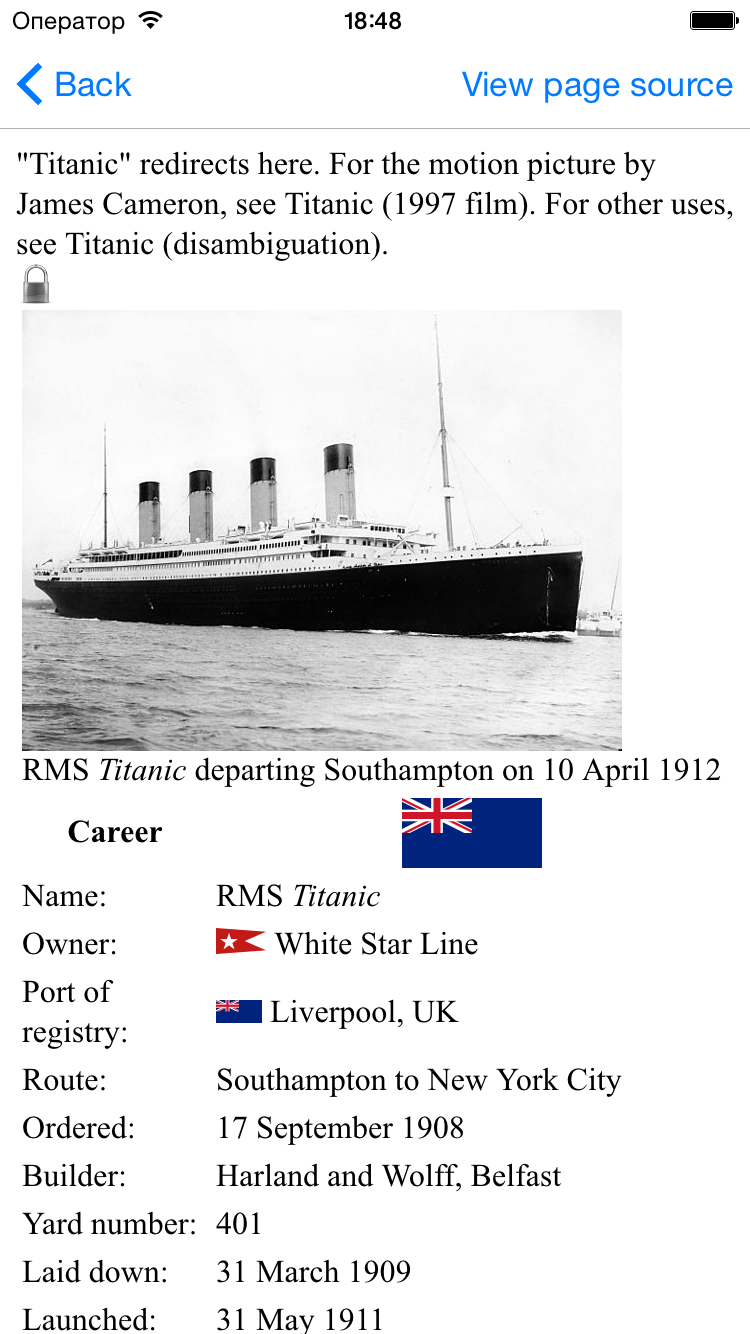 Оператор 18:48
Back View page source
"Titanic" redirects here. For the motion picture by
James Cameron, see Titanic (1997 film). For other uses,
see Titanic (disambiguation).
RMS Titanic departing Southampton on 10 April 1912
Career
Name: RMS Titanic
Owner: White Star Line
Port of
registry: Liverpool, UK
Route: Southampton to New York City
Ordered: 17 September 1908
Builder: Harland and Wolff, Belfast
Yard number: 401
Laid down: 31 March 1909
Launched: 31 May 1911